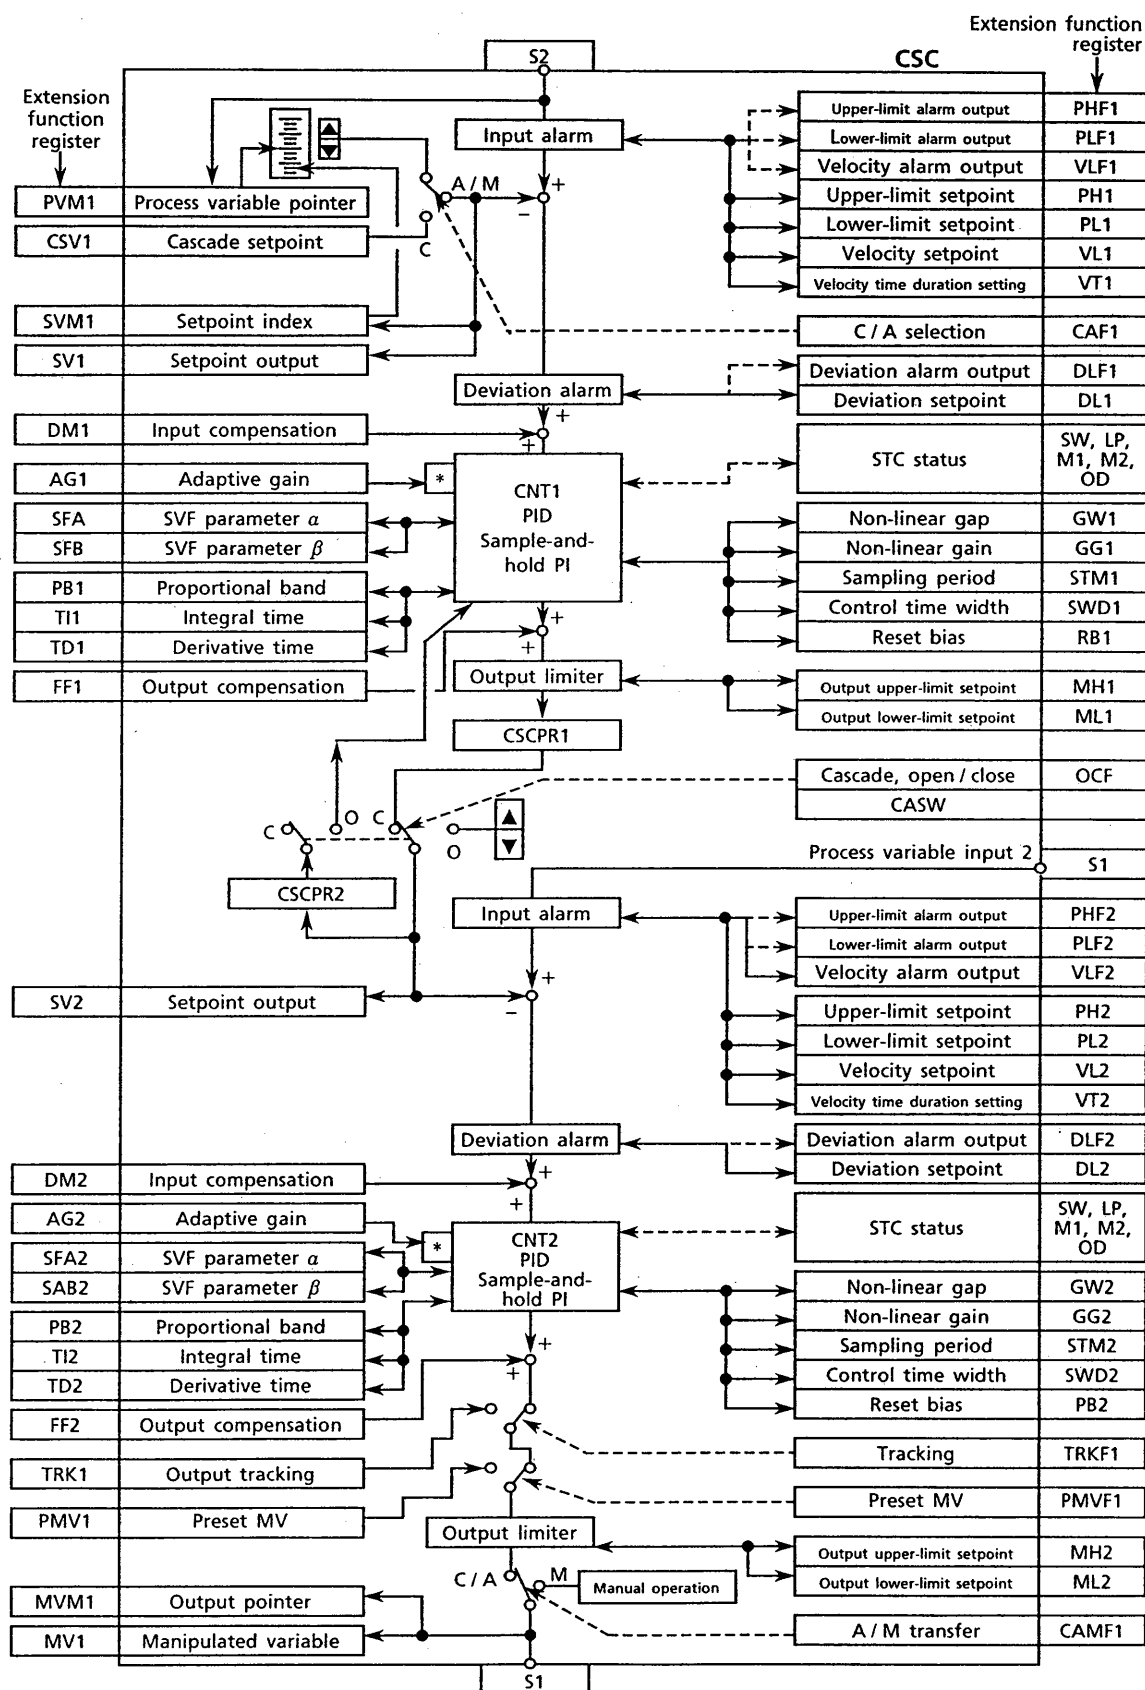 Extension function
register
S2
CSC
Extension
function
register
Input alarm
Upper-limit alarm output PHF1
Lower-limit alarm output PLF1
Velocity alarm output VLF1
Upper-limit setpoint PH1
Lower-limit setpoint PL1
Velocity setpoint VL1
Velocity time duration setting VT1
PVM1 Process variable pointer
A/M
+
-
CSV1 Cascade setpoint
C
SVM1 Setpoint index
SV1 Setpoint output
C/A selection CAF1
Deviation alarm
Deviation alarm output DLF1
Deviation setpoint DL1
+
DM1 Input compensation
+
STC status
SW, LP,
M1, M2,
OD
AG1 Adaptive gain
*
CNT1
PID
Sample-and-
hold PI
SFA SVF parameter α
SFB SVF parameter β
PB1 Proportional band
TI1 Integral time
TD1 Derivative time
Non-linear gap GW1
Non-linear gain GG1
Sampling period STM1
Control time width SWD1
Reset bias RB1
+
+
FF1 Output compensation
Output limiter
Output upper-limit setpoint MH1
Output lower-limit setpoint ML1
CSCPR1
Cascade, open/close OCF
CASW
C
O
C
O
▲
▼
CSCPR2
Process variable input 2
S1
Input alarm
Upper-limit alarm output PHF2
Lower-limit alarm output PLF2
Velocity alarm output VLF2
Upper-limit setpoint PH2
Lower-limit setpoint PL2
Velocity setpoint VL2
Velocity time duration setting VT2
SV2 Setpoint output
+
-
Deviation alarm
Deviation alarm output DLF2
Deviation setpoint DL2
+
DM2 Input compensation
+
AG2 Adaptive gain
*
CNT2
PID
Sample-and-
hold PI
STC status
SW, LP,
M1, M2,
OD
SFA2 SVF parameter α
SAB2 SVF parameter β
PB2 Proportional band
TI2 Integral time
TD2 Derivative time
Non-linear gap GW2
Non-linear gain GG2
Sampling period STM2
Control time width SWD2
Reset bias PB2
+
+
FF2 Output compensation
TRK1 Output tracking
Tracking TRKF1
PMV1 Preset MV
Preset MV PMVF1
Output limiter
Output upper-limit setpoint MH2
Output lower-limit setpoint ML2
C/A
M
Manual operation
MVM1 Output pointer
MV1 Manipulated variable
A/M transfer CAMF1
S1